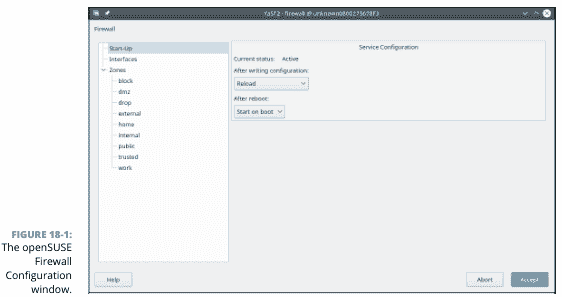 YaST2 - firewall @
Firewall
Start-Up
Interfaces
Zones
block
dmz
drop
external
home
internal
public
trusted
work
Service Configuration
Current status: Active
After writing configuration:
Reload
After reboot:
Start on boot
Help
Abort
Accept
FIGURE 18-1:
The openSUSE
Firewall
Configuration
window.